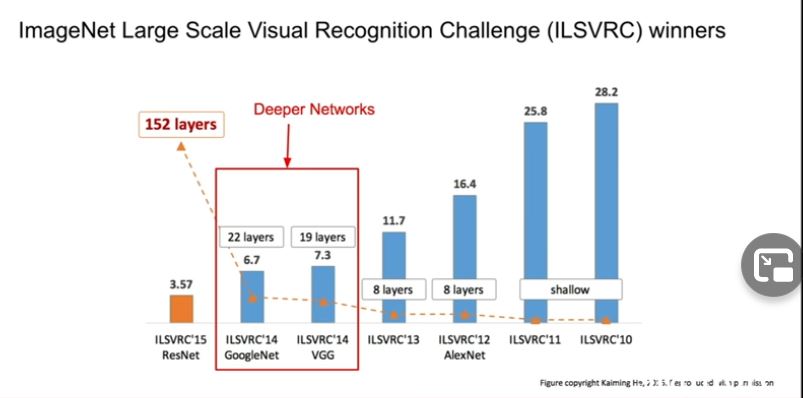 ImageNet Large Scale Visual Recognition Challenge (ILSVRC) winners
Deeper Networks
152 layers
22 layers
19 layers
8 layers
8 layers
shallow
3.57
6.7
7.3
11.7
16.4
25.8
28.2
ILSVRC'15
ResNet
ILSVRC'14
GoogleNet
ILSVRC'14
VGG
ILSVRC'13
ILSVRC'12
AlexNet
ILSVRC'11
ILSVRC'10
Figure copyright Kaiming He,